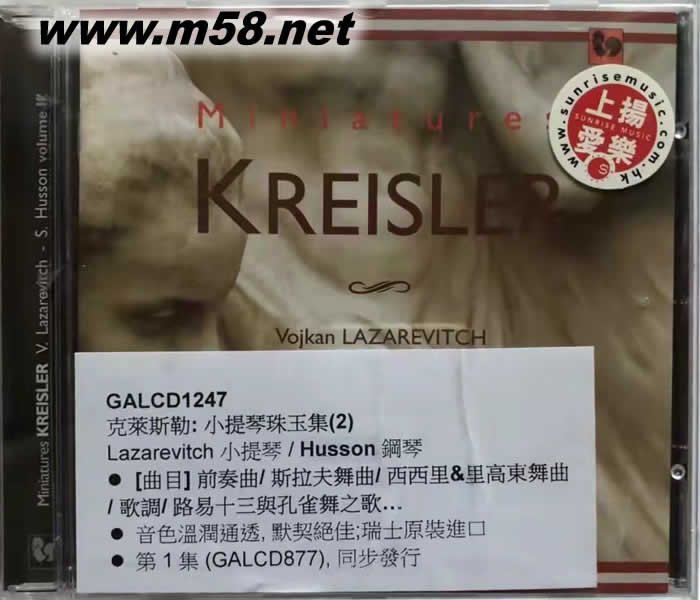 www.m58.net
Miniatures
KREISLER
Vojkan LAZAREVITCH
www.sunrisemusic.com.hk
上揚
SUNRISE MUSIC
愛樂
S
Miniatures KREISLER V. Lazarevitch - S. Husson volume II
GALCD1247
克萊斯勒: 小提琴珠玉集(2)
Lazarevitch 小提琴 / Husson 鋼琴
● [曲目] 前奏曲/ 斯拉夫舞曲/ 西西里&里高東舞曲
/ 歌調/ 路易十三與孔雀舞之歌...
● 音色溫潤通透, 默契絕佳;瑞士原裝進口
● 第 1 集 (GALCD877), 同步發行